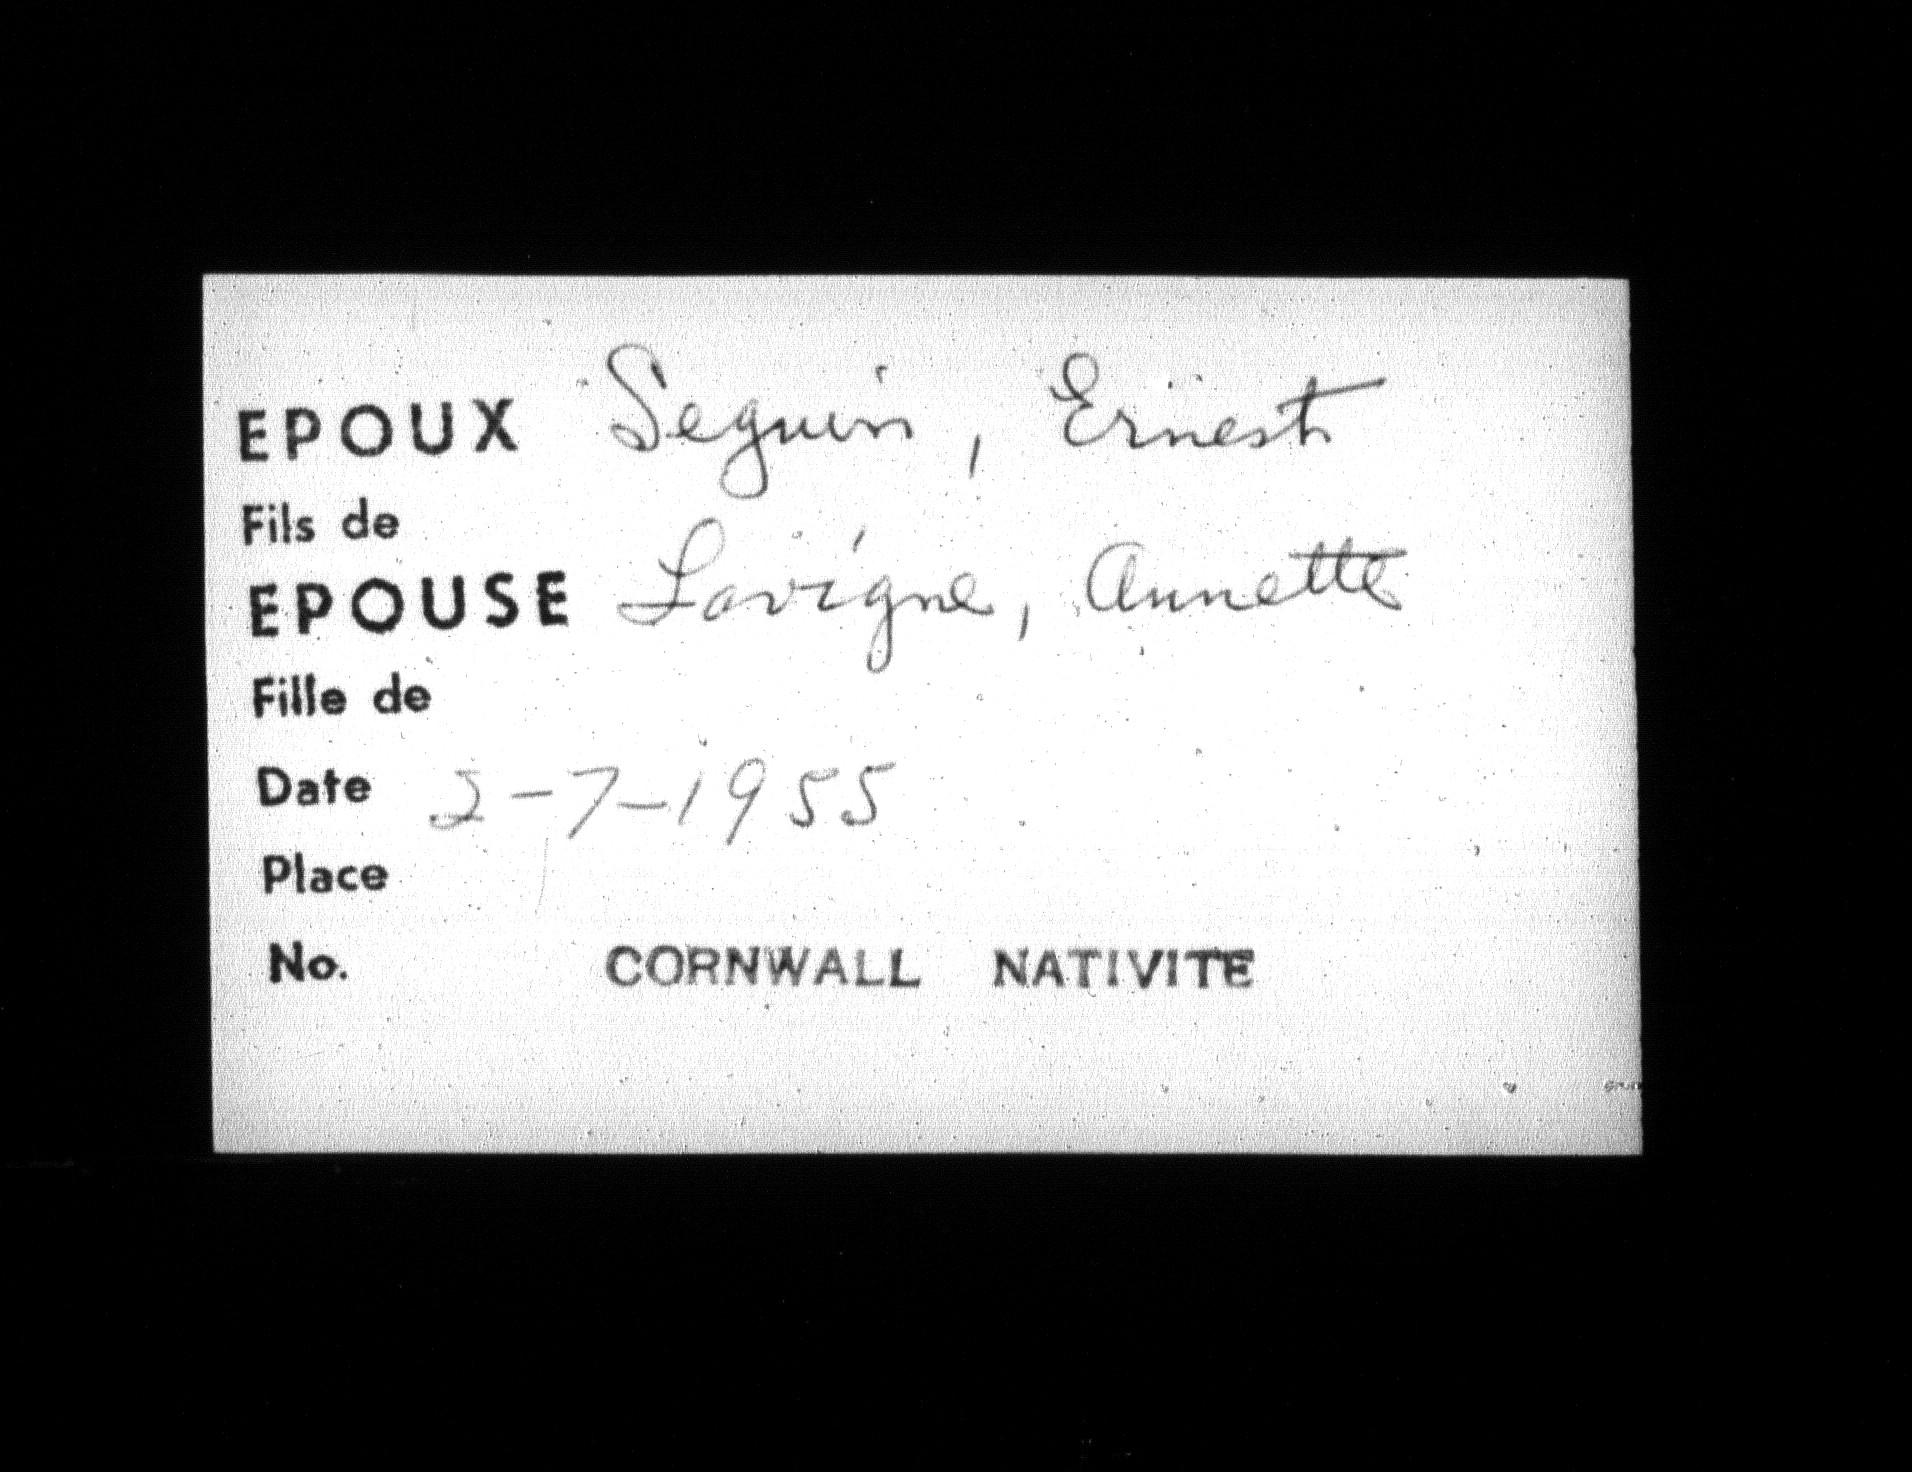 EPOUX Seguin, Ernest
Fils de
EPOUSE Lavigne, Annette
Fille de
Date 2-7-1955
Place
No. CORNWALL NATIVITE